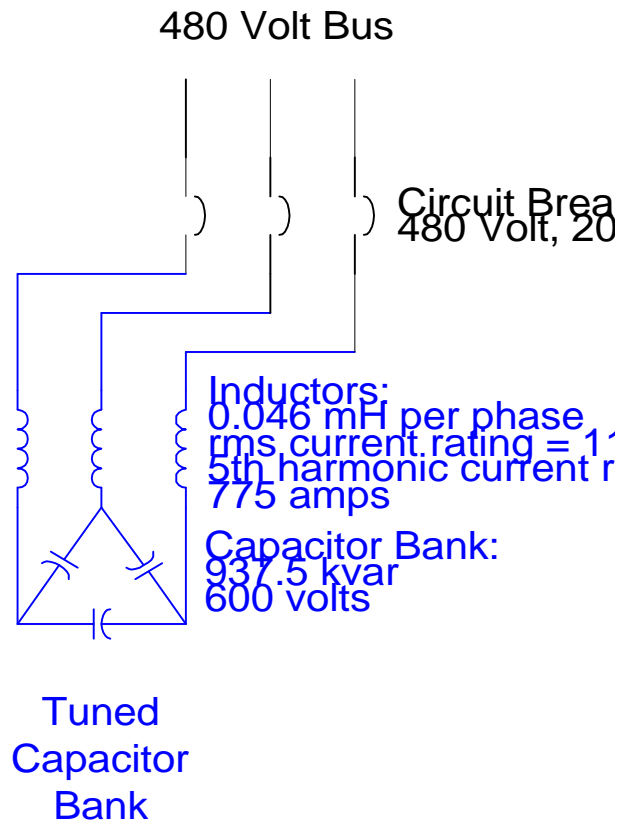 480 Volt Bus
Circuit Brea
480 Volt, 20
Inductors:
0.046 mH per phase
rms current rating = 11
5th harmonic current r
775 amps
Capacitor Bank:
937.5 kvar
600 volts
Tuned
Capacitor
Bank